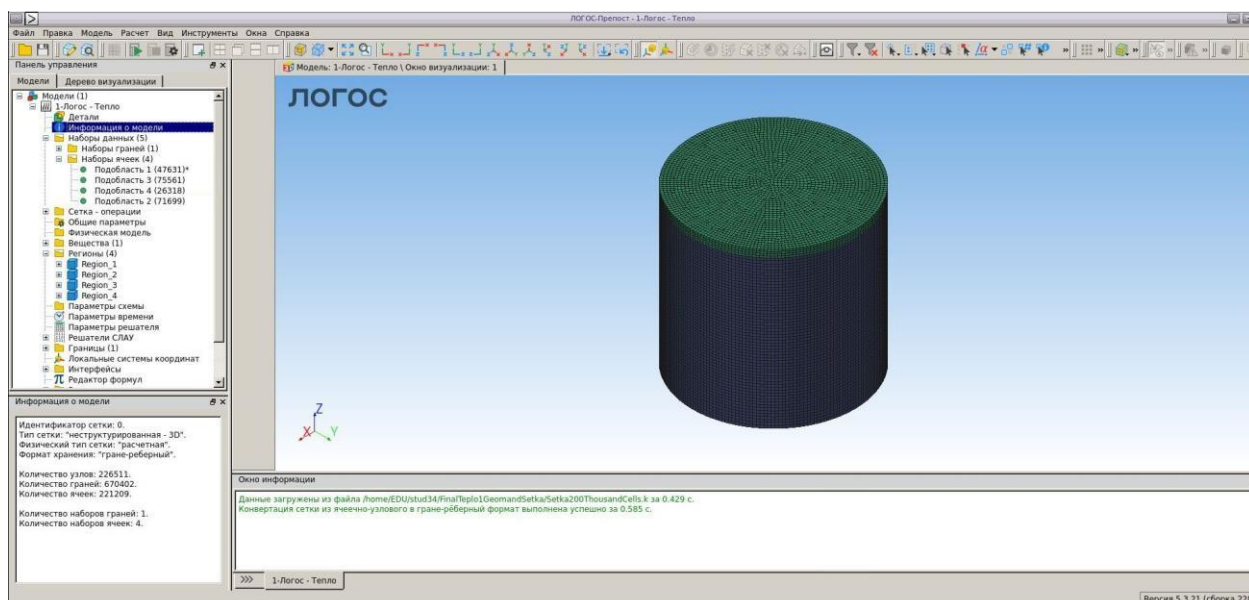 ЛОГОС-Препост - 1-Логос - Тепло
Файл Правка Модель Расчет Вид Инструменты Окна Справка
Панель управления
Модель: 1-Логос - Тепло \ Окно визуализации: 1
Модели Дерево визуализации
ЛОГОС
Модели (1)
1-Логос - Тепло
Детали
Информация о модели
Наборы данных (5)
Наборы граней (1)
Наборы ячеек (4)
Подобласть 1 (47631)*
Подобласть 3 (75561)
Подобласть 4 (26318)
Подобласть 2 (71699)
Сетка - операции
Общие параметры
Физическая модель
Вещества (1)
Регионы (4)
Region_1
Region_2
Region_3
Region_4
Параметры схемы
Параметры времени
Параметры решателя
Решатели СЛАУ
Границы (1)
Локальные системы координат
Интерфейсы
Редактор формул
Информация о модели
Идентификатор сетки: 0.
Тип сетки: "неструктурированная - 3D".
Физический тип сетки: "расчетная".
Формат хранения: "гране-реберный".
Количество узлов: 226511.
Количество граней: 670402.
Количество ячеек: 221209.
Количество наборов граней: 1.
Количество наборов ячеек: 4.
Z
X Y
Окно информации
Данные загружены из файла /home/EDU/stud34/FinalTeplo1GeomandSetka/Setka200ThousandCells.k за 0.429 с.
Конвертация сетки из ячеечно-узлового в гране-рёберный формат выполнена успешно за 0.585 с.
1-Логос - Тепло
Версия 5.3.21 (сборка